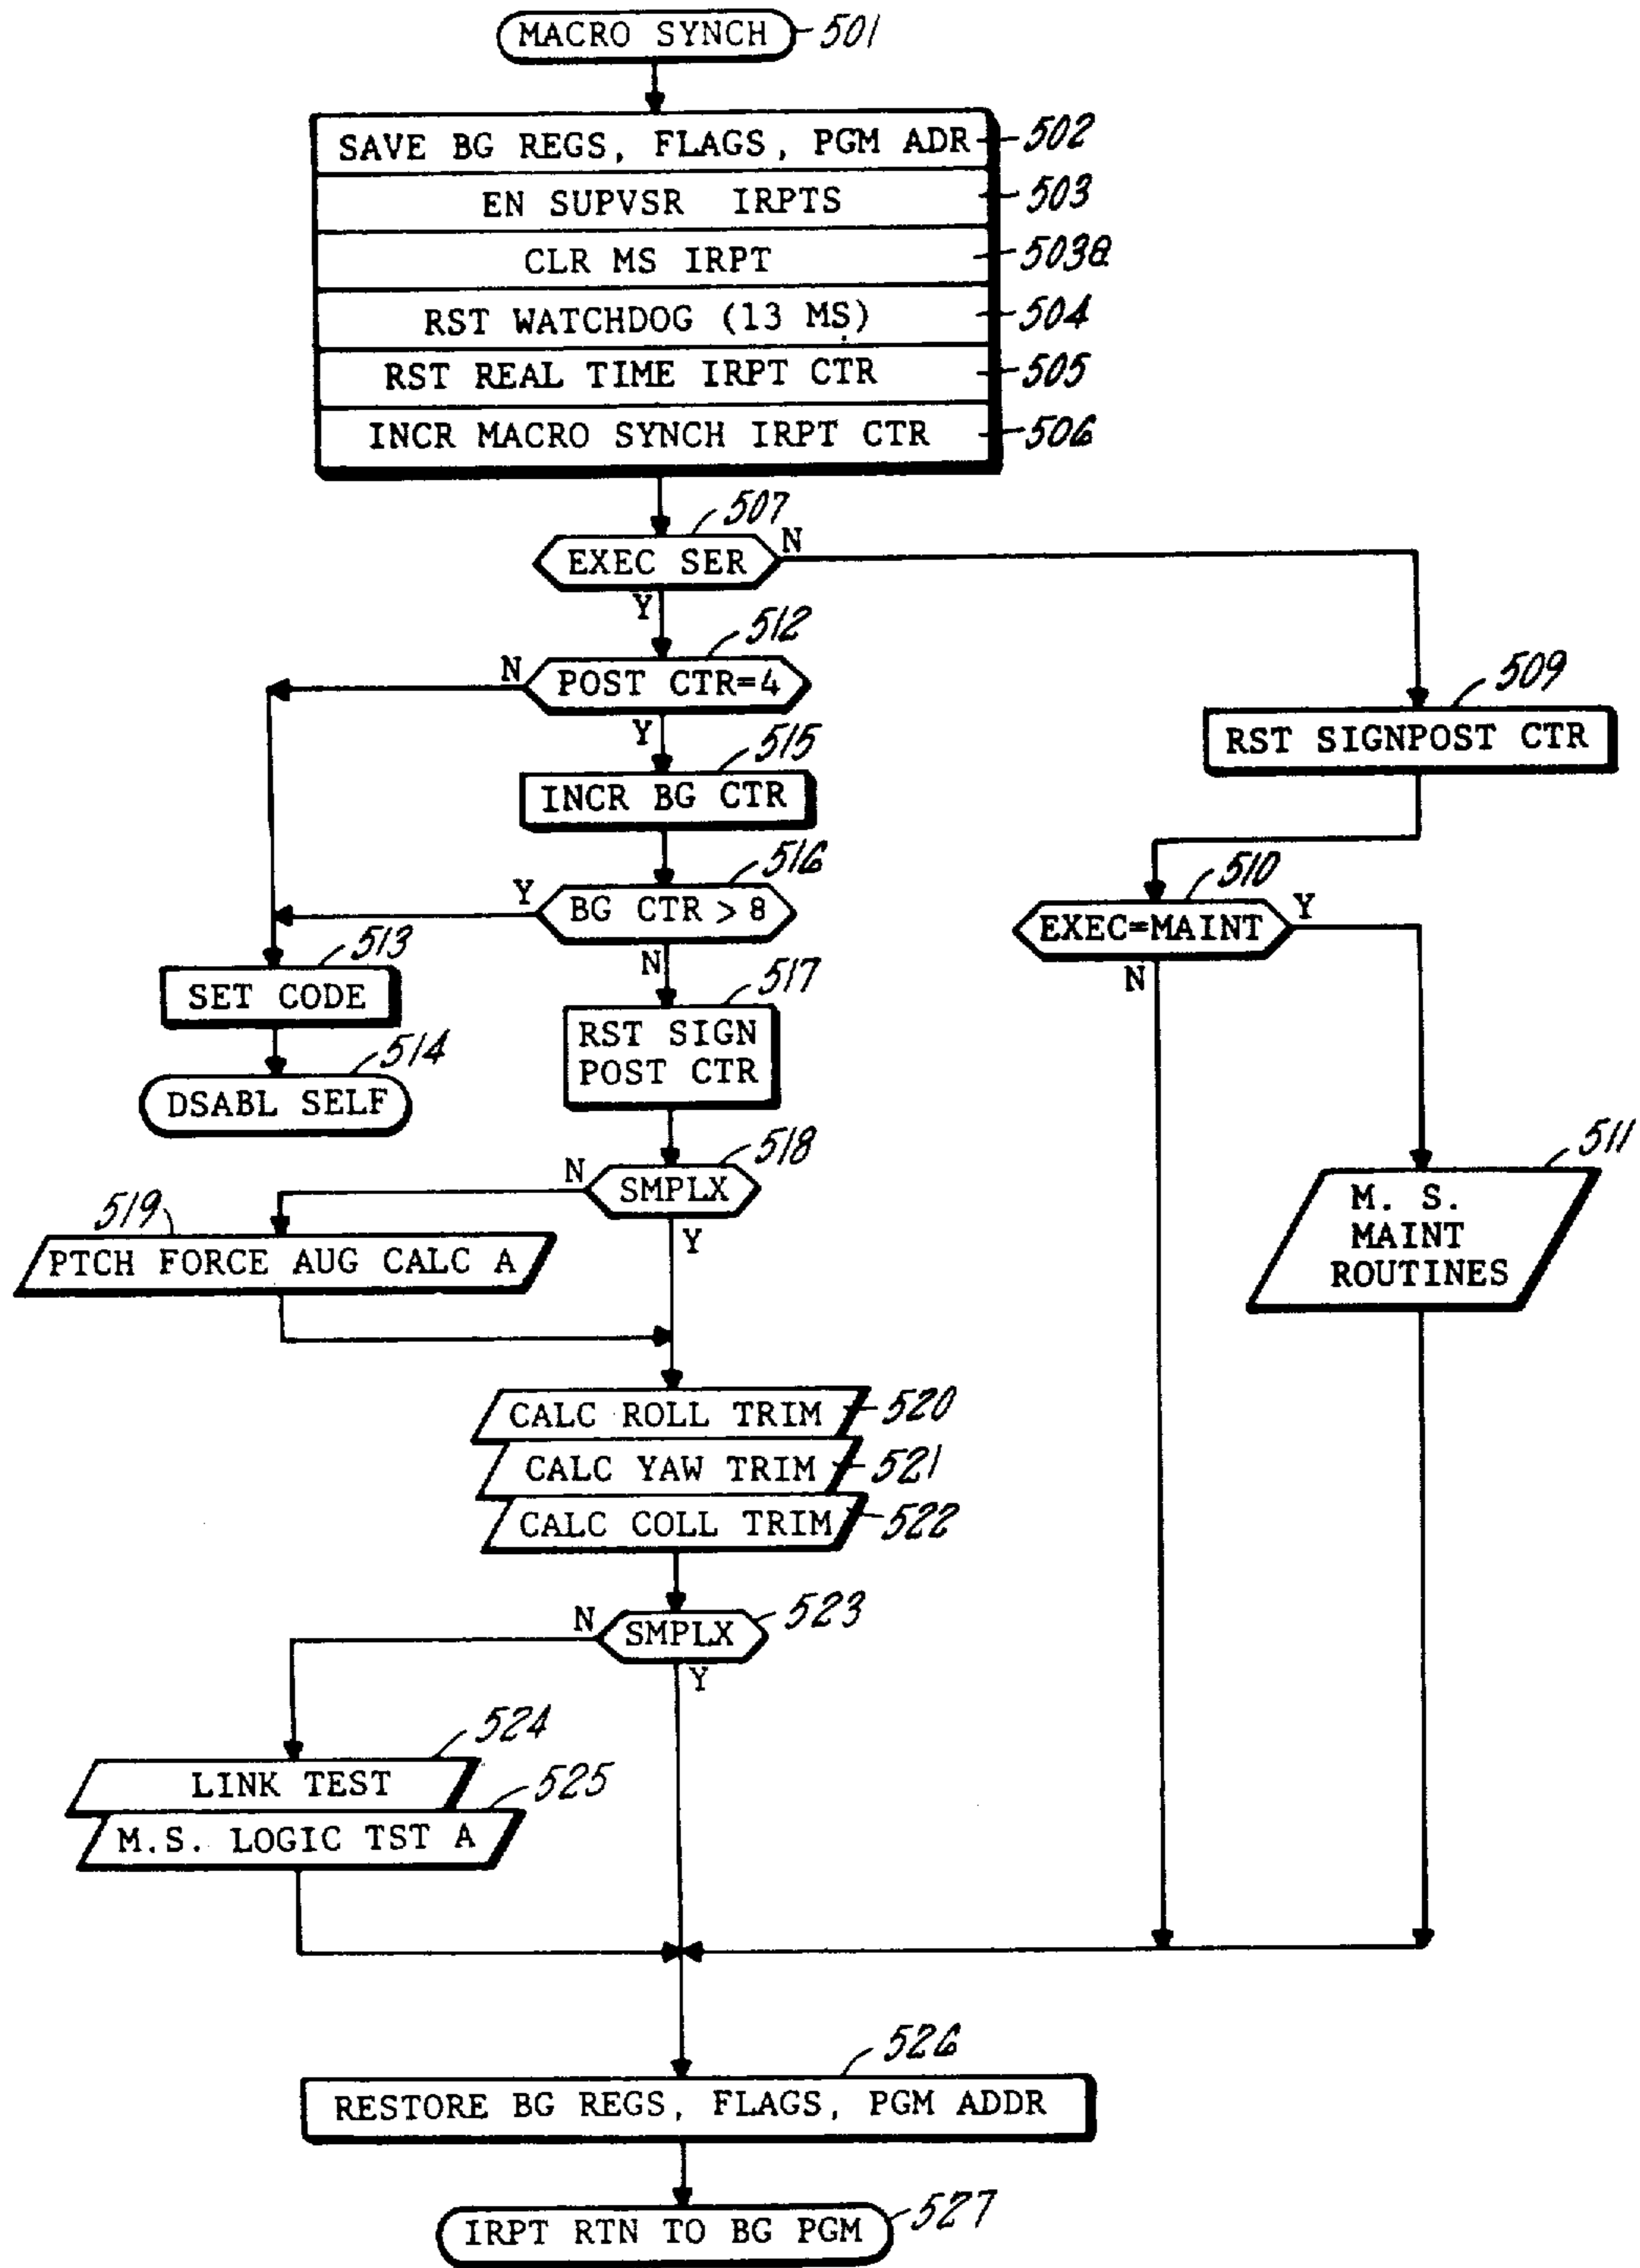 MACRO SYNCH 501
SAVE BG REGS, FLAGS, PGM ADR 502
EN SUPVSR IRPTS 503
CLR MS IRPT 503a
RST WATCHDOG (13 MS) 504
RST REAL TIME IRPT CTR 505
INCR MACRO SYNCH IRPT CTR 506
507
EXEC SER N
Y
512
N POST CTR=4
Y
509
RST SIGNPOST CTR
515
INCR BG CTR
516
Y BG CTR > 8
N
510
EXEC=MAINT Y
N
513
SET CODE
514
DSABL SELF
517
RST SIGN
POST CTR
518
N SMPLX
Y
511
M. S.
MAINT
ROUTINES
519
PTCH FORCE AUG CALC A
CALC ROLL TRIM 520
CALC YAW TRIM 521
CALC COLL TRIM 522
N SMPLX 523
Y
524
LINK TEST
525
M.S. LOGIC TST A
526
RESTORE BG REGS, FLAGS, PGM ADDR
IRPT RTN TO BG PGM 527